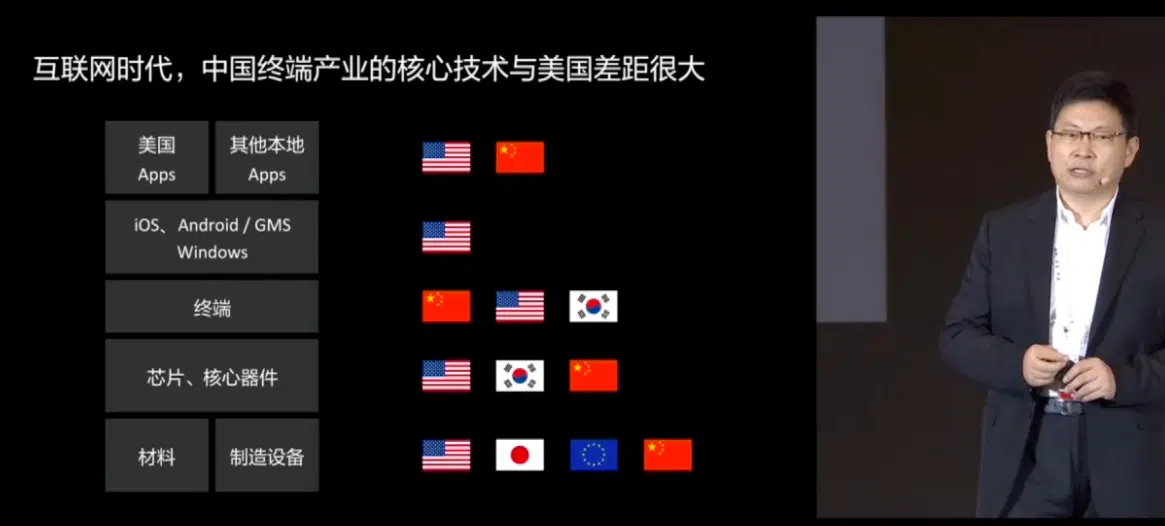 互联网时代，中国终端产业的核心技术与美国差距很大
美国
Apps
其他本地
Apps
iOS、Android / GMS
Windows
终端
芯片、核心器件
材料
制造设备